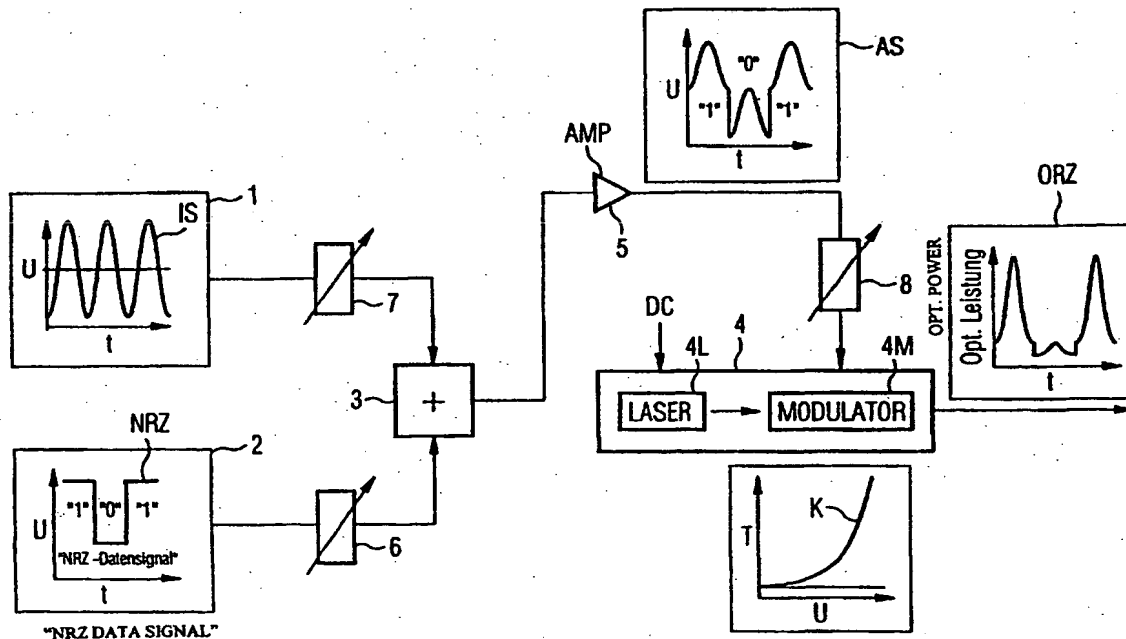 1
IS
U
t
7
2
NRZ
"1" "0" "1"
U
"NRZ-Datensignal"
t
"NRZ DATA SIGNAL"
6
3
+
AMP
5
AS
"0"
U
"1" "1"
t
8
DC
4L
4
4M
LASER
MODULATOR
K
T
U
ORZ
OPT. POWER
Opt. Leistung
t